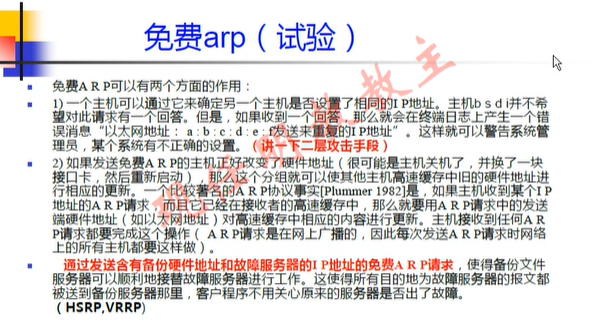 免费arp（试验）
免费A R P可以有两个方面的作用：
1) 一个主机可以通过它来确定另一个主机是否设置了相同的I P地址。主机b s d i并不希
望对此请求有一个回答。但是，如果收到一个回答，那么就会在终端日志上产生一个错
误消息“以太网地址：a : b : c : d : e : f发送来重复的I P地址”。这样就可以警告系统管理
员，某个系统有不正确的设置。（讲一下二层攻击手段）
2) 如果发送免费A R P的主机正好改变了硬件地址（很可能是主机关机了，并换了一块
接口卡，然后重新启动），那么这个分组就可以使其他主机高速缓存中旧的硬件地址进
行相应的更新。一个比较著名的A R P协议事实[Plummer 1982]是，如果主机收到某个I P
地址的A R P请求，而且它已经在接收者的高速缓存中，那么就要用A R P请求中的发送
端硬件地址（如以太网地址）对高速缓存中相应的内容进行更新。主机接收到任何A R
P请求都要完成这个操作（ A R P请求是在网上广播的，因此每次发送A R P请求时网络
上的所有主机都要这样做）。
通过发送含有备份硬件地址和故障服务器的I P地址的免费A R P请求，使得备份文件
服务器可以顺利地接替故障服务器进行工作。这使得所有目的地为故障服务器的报文都
被送到备份服务器那里，客户程序不用关心原来的服务器是否出了故障。
（HSRP,VRRP)